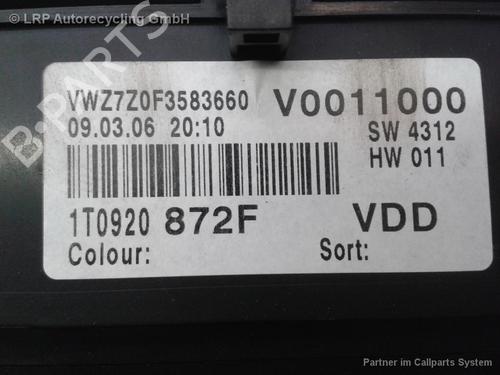 © LRP Autorecycling GmbH
VWZ7Z0F3583660 V0011000
09.03.06 20:10 SW 4312
HW 011
1T0920 872F VDD
Colour: Sort:
B-PARTS
Partner im Callparts System